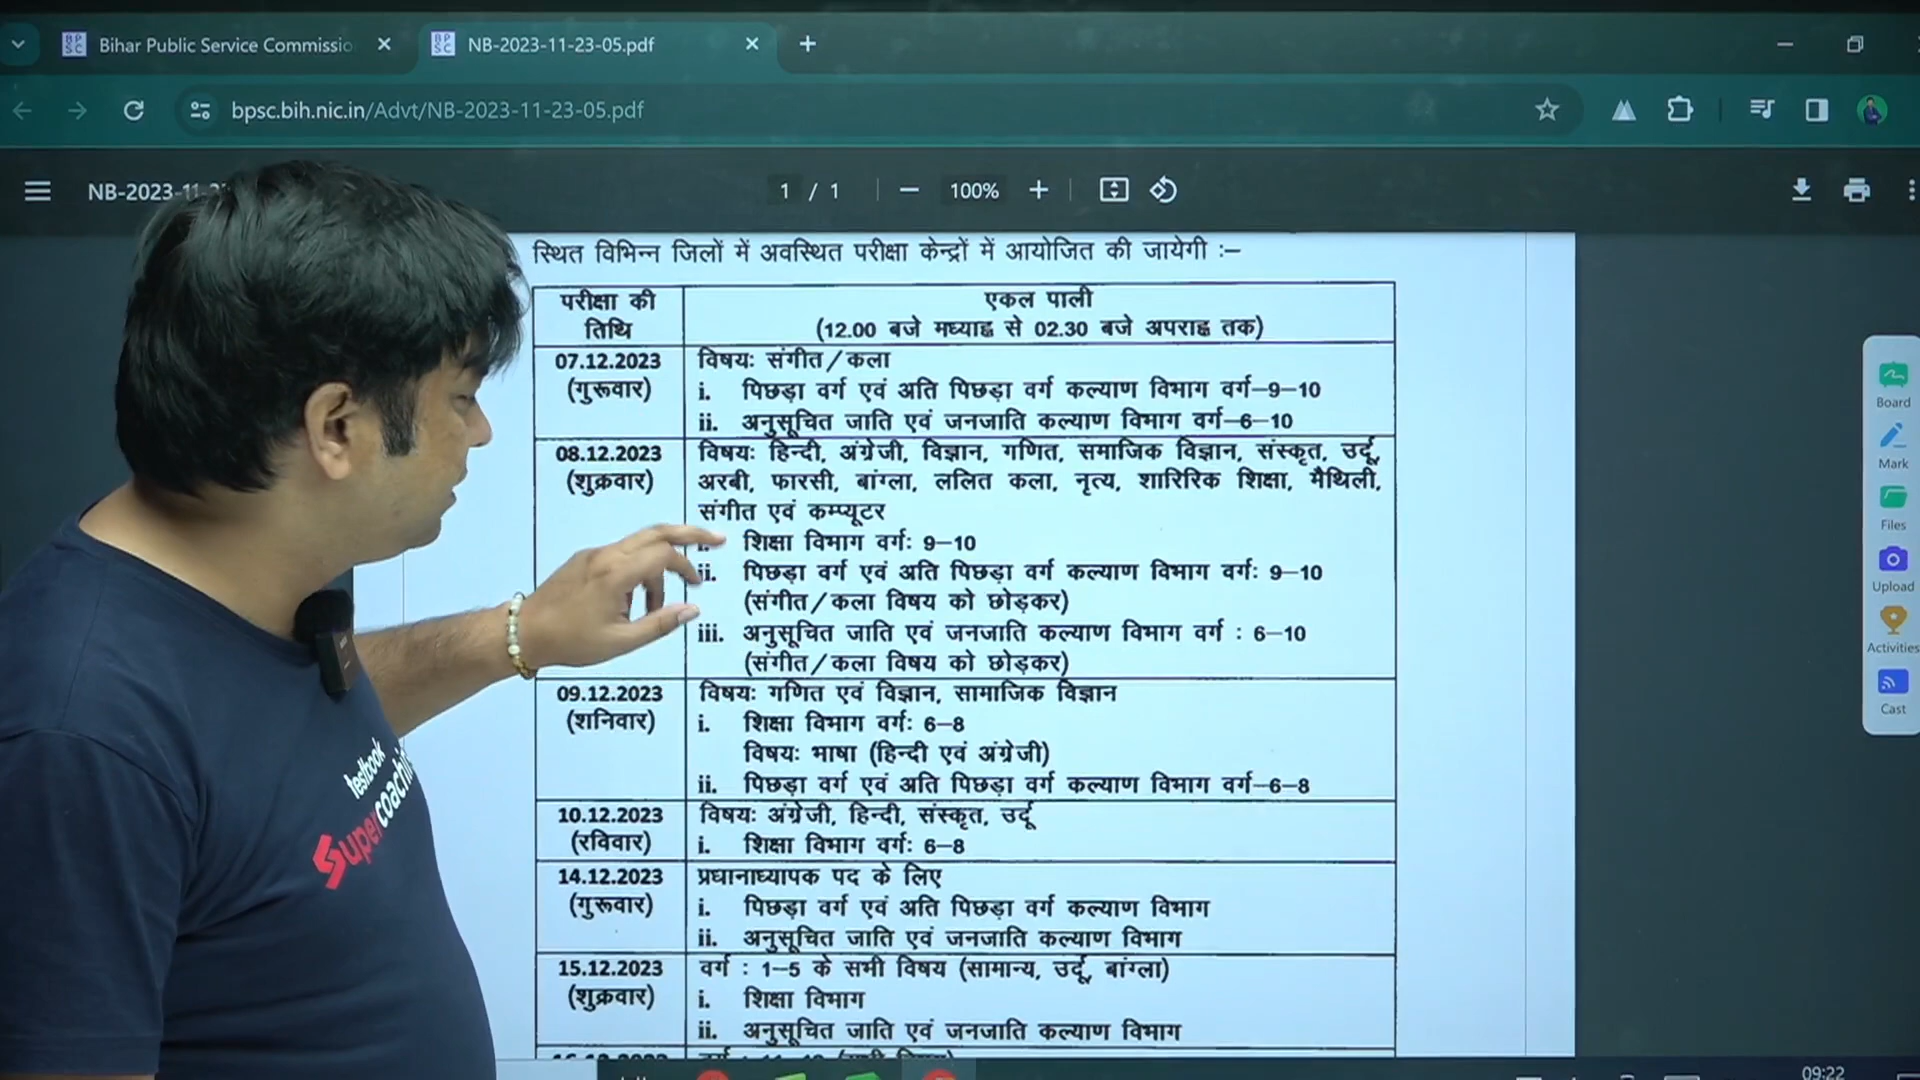 Bihar Public Service Commissio
NB-2023-11-23-05.pdf
bpsc.bih.nic.in/Advt/NB-2023-11-23-05.pdf
NB-2023-11-2
1 / 1
100%
स्थित विभिन्न जिलों में अवस्थित परीक्षा केन्द्रों में आयोजित की जायेगी :–
परीक्षा की तिथि
एकल पाली
(12.00 बजे मध्याह्न से 02.30 बजे अपराह्न तक)
07.12.2023
(गुरूवार)
विषयः संगीत/कला
i. पिछड़ा वर्ग एवं अति पिछड़ा वर्ग कल्याण विभाग वर्ग–9–10
ii. अनुसूचित जाति एवं जनजाति कल्याण विभाग वर्ग–6–10
08.12.2023
(शुक्रवार)
विषयः हिन्दी, अंग्रेजी, विज्ञान, गणित, समाजिक विज्ञान, संस्कृत, उर्दू,
अरबी, फारसी, बांग्ला, ललित कला, नृत्य, शारिरिक शिक्षा, मैथिली,
संगीत एवं कम्प्यूटर
i. शिक्षा विभाग वर्गः 9–10
ii. पिछड़ा वर्ग एवं अति पिछड़ा वर्ग कल्याण विभाग वर्गः 9–10
(संगीत/कला विषय को छोड़कर)
iii. अनुसूचित जाति एवं जनजाति कल्याण विभाग वर्ग : 6–10
(संगीत/कला विषय को छोड़कर)
09.12.2023
(शनिवार)
विषयः गणित एवं विज्ञान, सामाजिक विज्ञान
i. शिक्षा विभाग वर्गः 6–8
विषयः भाषा (हिन्दी एवं अंग्रेजी)
ii. पिछड़ा वर्ग एवं अति पिछड़ा वर्ग कल्याण विभाग वर्ग–6–8
10.12.2023
(रविवार)
विषयः अंग्रेजी, हिन्दी, संस्कृत, उर्दू
i. शिक्षा विभाग वर्गः 6–8
14.12.2023
(गुरूवार)
प्रधानाध्यापक पद के लिए
i. पिछड़ा वर्ग एवं अति पिछड़ा वर्ग कल्याण विभाग
ii. अनुसूचित जाति एवं जनजाति कल्याण विभाग
15.12.2023
(शुक्रवार)
वर्ग : 1–5 के सभी विषय (सामान्य, उर्दू, बांग्ला)
i. शिक्षा विभाग
ii. अनुसूचित जाति एवं जनजाति कल्याण विभाग
Board
Mark
Files
Upload
Activities
Cast
testbook
Supercoachi
09:22